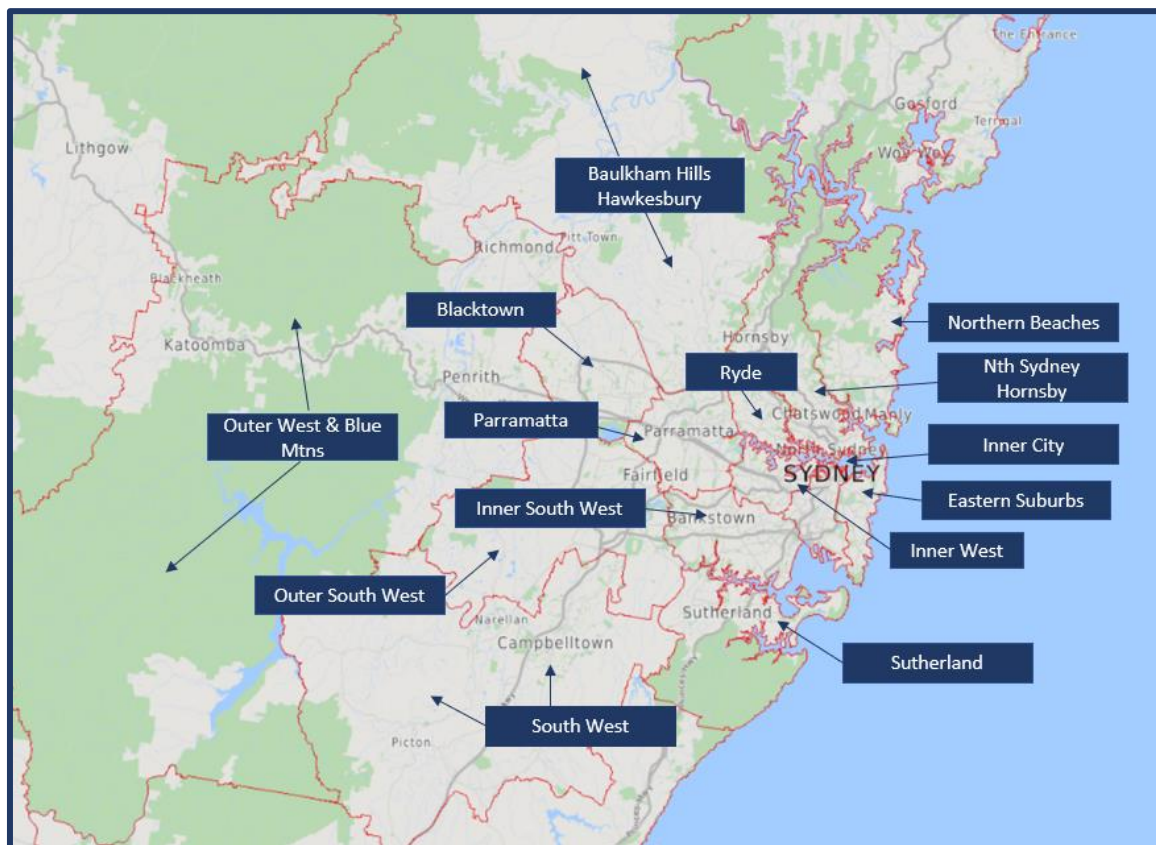 The Entrance
Gosford
Terrigal
Lithgow
Woy Woy
Baulkham Hills
Hawkesbury
Richmond
Pitt Town
Blackheath
Blacktown
Northern Beaches
Katoomba
Hornsby
Penrith
Ryde
Nth Sydney
Hornsby
Chatswood
Manly
Parramatta
Parramatta
Outer West & Blue
Mtns
North Sydney
Inner City
SYDNEY
Fairfield
Eastern Suburbs
Inner South West
Bankstown
Inner West
Outer South West
Narellan
Sutherland
Campbelltown
Sutherland
South West
Picton